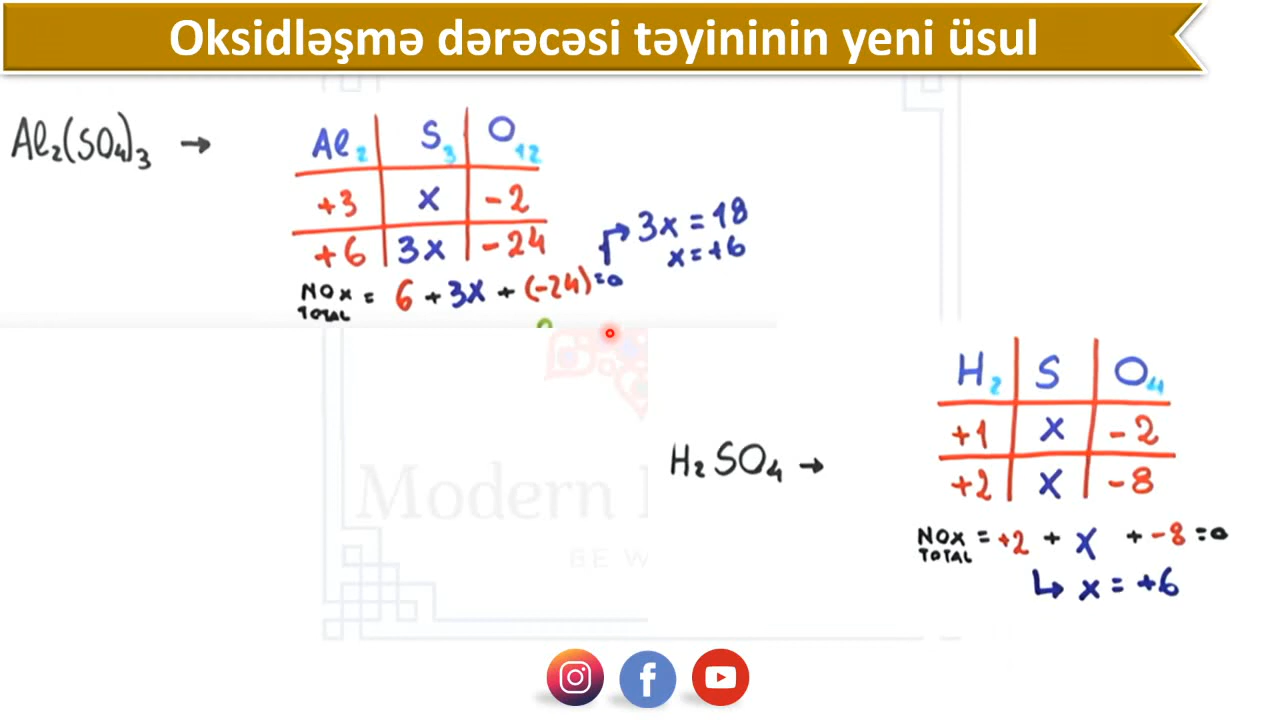 Oksidləşmə dərəcəsi təyininin yeni üsul
Al₂(SO₄)₃ →
Al₂ S₃ O₁₂
+3 x -2
+6 3x -24
NOX TOTAL = 6 + 3x + (-24) = 0
→ 3x = 18
x = +6
H₂SO₄ →
H₂ S O₄
+1 x -2
+2 x -8
NOX TOTAL = +2 + x + -8 = 0
↳ x = +6
Modern
BE W